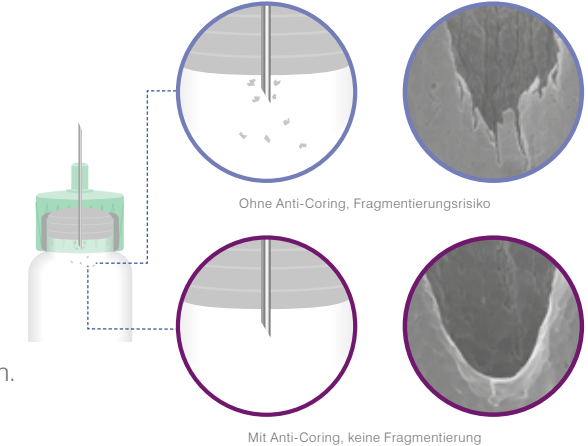 Ohne Anti-Coring, Fragmentierungsrisiko
n.
Mit Anti-Coring, keine Fragmentierung